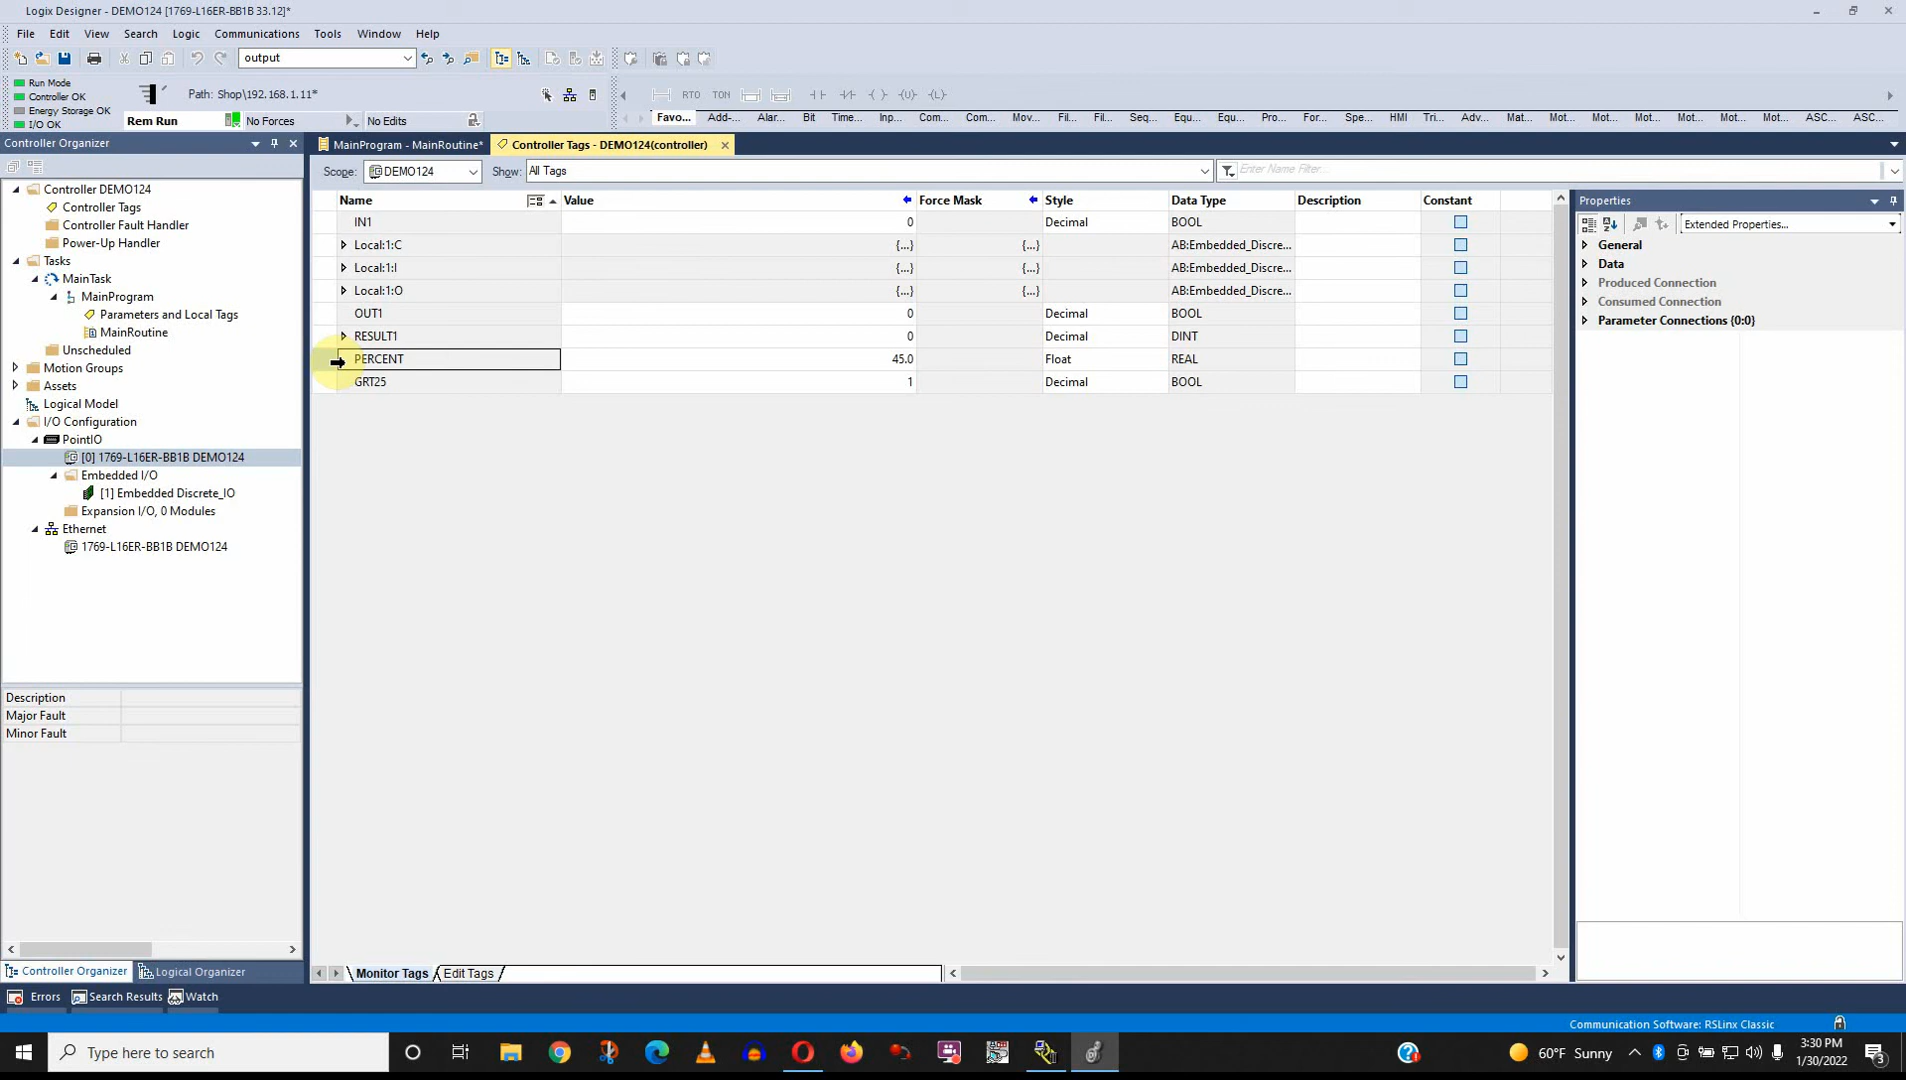 Logix Designer - DEMO124 [1769-L16ER-BB1B 33.12]*
File Edit View Search Logic Communications Tools Window Help
output
Run Mode
Controller OK
Energy Storage OK
I/O OK
Path: Shop\192.168.1.11*
RTO TON
Rem Run No Forces No Edits
Favo... Add-... Alar... Bit Time... Inp... Com... Com... Mov... Fil... Fil... Seq... Equ... Equ... Pro... For... Spe... HMI Tri... Adv... Mat... Mot... Mot... Mot... Mot... Mot... ASC... ASC...
Controller Organizer
MainProgram - MainRoutine* Controller Tags - DEMO124(controller)
Scope: DEMO124 Show: All Tags Enter Name Filter...
Controller DEMO124
Controller Tags
Controller Fault Handler
Power-Up Handler
Tasks
MainTask
MainProgram
Parameters and Local Tags
MainRoutine
Unscheduled
Motion Groups
Assets
Logical Model
I/O Configuration
PointIO
[0] 1769-L16ER-BB1B DEMO124
Embedded I/O
[1] Embedded Discrete_IO
Expansion I/O, 0 Modules
Ethernet
1769-L16ER-BB1B DEMO124
Description
Major Fault
Minor Fault
Controller Organizer Logical Organizer
Name Value Force Mask Style Data Type Description Constant
IN1 0 Decimal BOOL
Local:1:C {...} {...} AB:Embedded_Discre...
Local:1:I {...} {...} AB:Embedded_Discre...
Local:1:O {...} {...} AB:Embedded_Discre...
OUT1 0 Decimal BOOL
RESULT1 0 Decimal DINT
PERCENT 45.0 Float REAL
GRT25 1 Decimal BOOL
Monitor Tags Edit Tags
Properties
Extended Properties...
General
Data
Produced Connection
Consumed Connection
Parameter Connections {0:0}
Errors Search Results Watch
Communication Software: RSLinx Classic
Type here to search
60°F Sunny
3:30 PM
1/30/2022
3